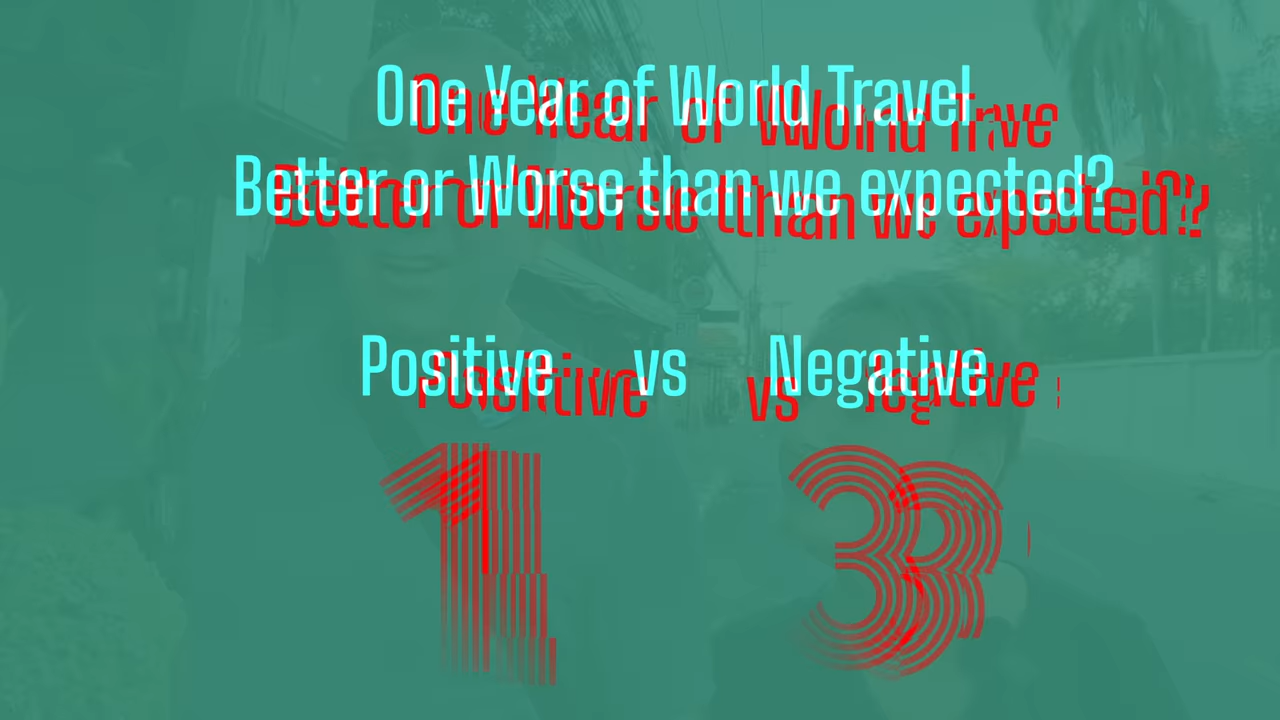 One Year of World Travel
Better or Worse than we expected?
Positive vs Negative
1 3